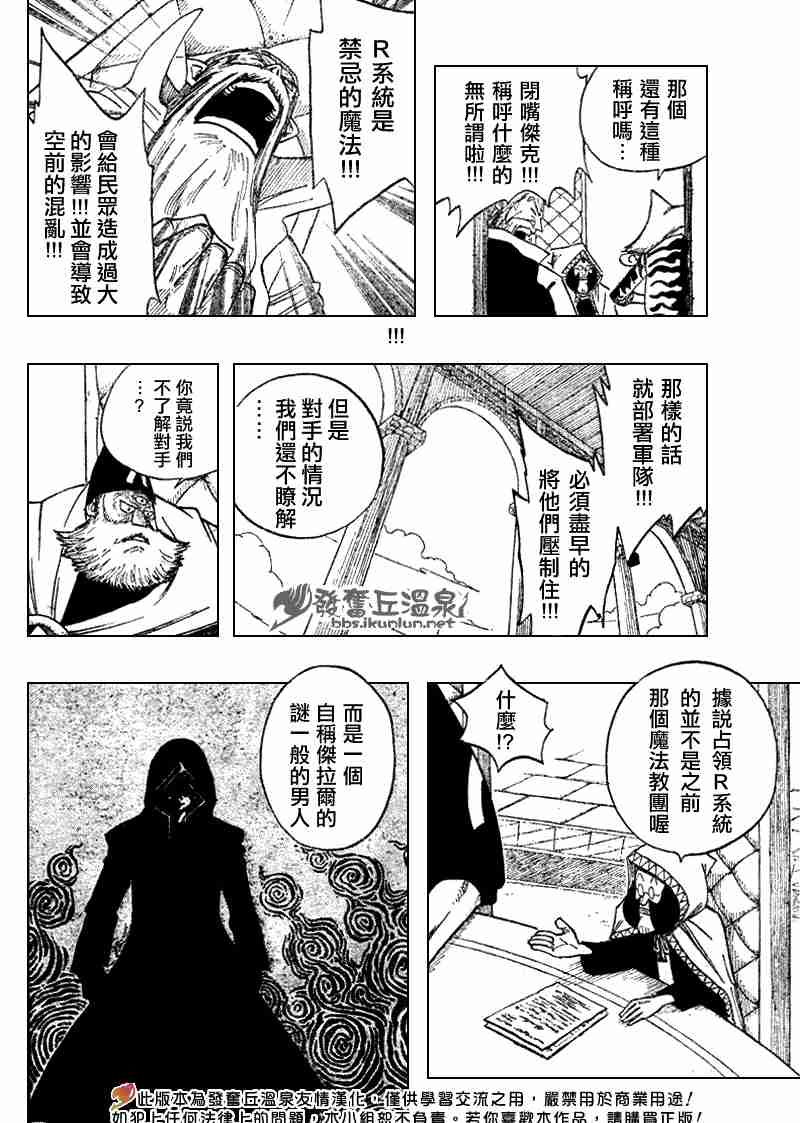 那個
還有這種
稱呼嗎…
閉嘴傑克!!!
稱呼什麼的
無所謂啦!!!
R系統是
禁忌的魔法!!!
會給民眾造成過大
的影響!!!並會導致
空前的混亂!!!
!!!
那樣的話
就部署軍隊!!!
必須盡早的
將他們壓制住!!!
但是
對手的情況
我們還不瞭解
……
你竟說我們
不了解對手
…?
發奮丘溫泉
bbs.ikunlun.net
據説占領R系統
的並不是之前
那個魔法教團喔
什麼!?
而是一個
自稱傑拉爾的
謎一般的男人
此版本為發奮丘溫泉友情漢化，僅供學習交流之用，嚴禁用於商業用途!
如犯上任何法律上的問題，本小組恕不負責。若你喜歡本作品，請購買正版!